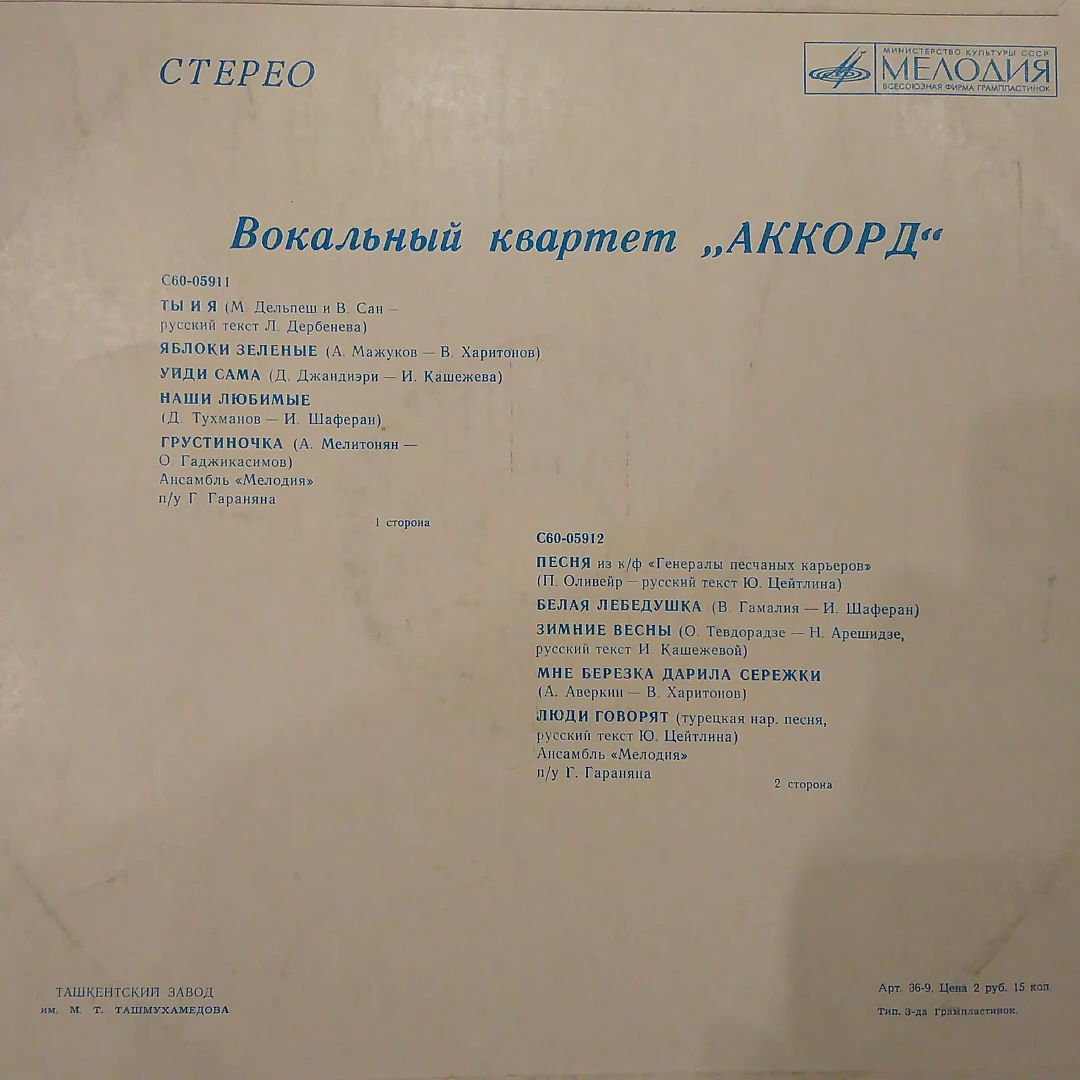 СТЕРЕО
МИНИСТЕРСТВО КУЛЬТУРЫ СССР
МЕЛОДИЯ
ВСЕСОЮЗНАЯ ФИРМА ГРАМПЛАСТИНОК
Вокальный квартет „АККОРД“
С60-05911
ТЫ И Я (М. Дельпеш и В. Сан —
русский текст Л. Дербенева)
ЯБЛОКИ ЗЕЛЕНЫЕ (А. Мажуков — В. Харитонов)
УЙДИ САМА (Д. Джандиэри — И. Кашежева)
НАШИ ЛЮБИМЫЕ
(Д. Тухманов — И. Шаферан)
ГРУСТИНОЧКА (А. Мелитонян —
О. Гаджикасимов)
Ансамбль «Мелодия»
п/у Г. Гараняна
1 сторона
С60-05912
ПЕСНЯ из к/ф «Генералы песчаных карьеров»
(П. Оливейр — русский текст Ю. Цейтлина)
БЕЛАЯ ЛЕБЕДУШКА (В. Гамалия — И. Шаферан)
ЗИМНИЕ ВЕСНЫ (О. Тевдорадзе — Н. Арешидзе,
русский текст И. Кашежевой)
МНЕ БЕРЕЗКА ДАРИЛА СЕРЕЖКИ
(А. Аверкин — В. Харитонов)
ЛЮДИ ГОВОРЯТ (турецкая нар. песня,
русский текст Ю. Цейтлина)
Ансамбль «Мелодия»
п/у Г. Гараняна
2 сторона
ТАШКЕНТСКИЙ ЗАВОД
им. М. Т. ТАШМУХАМЕДОВА
Арт. 36-9. Цена 2 руб. 15 коп.
Тип. З-да Грампластинок.